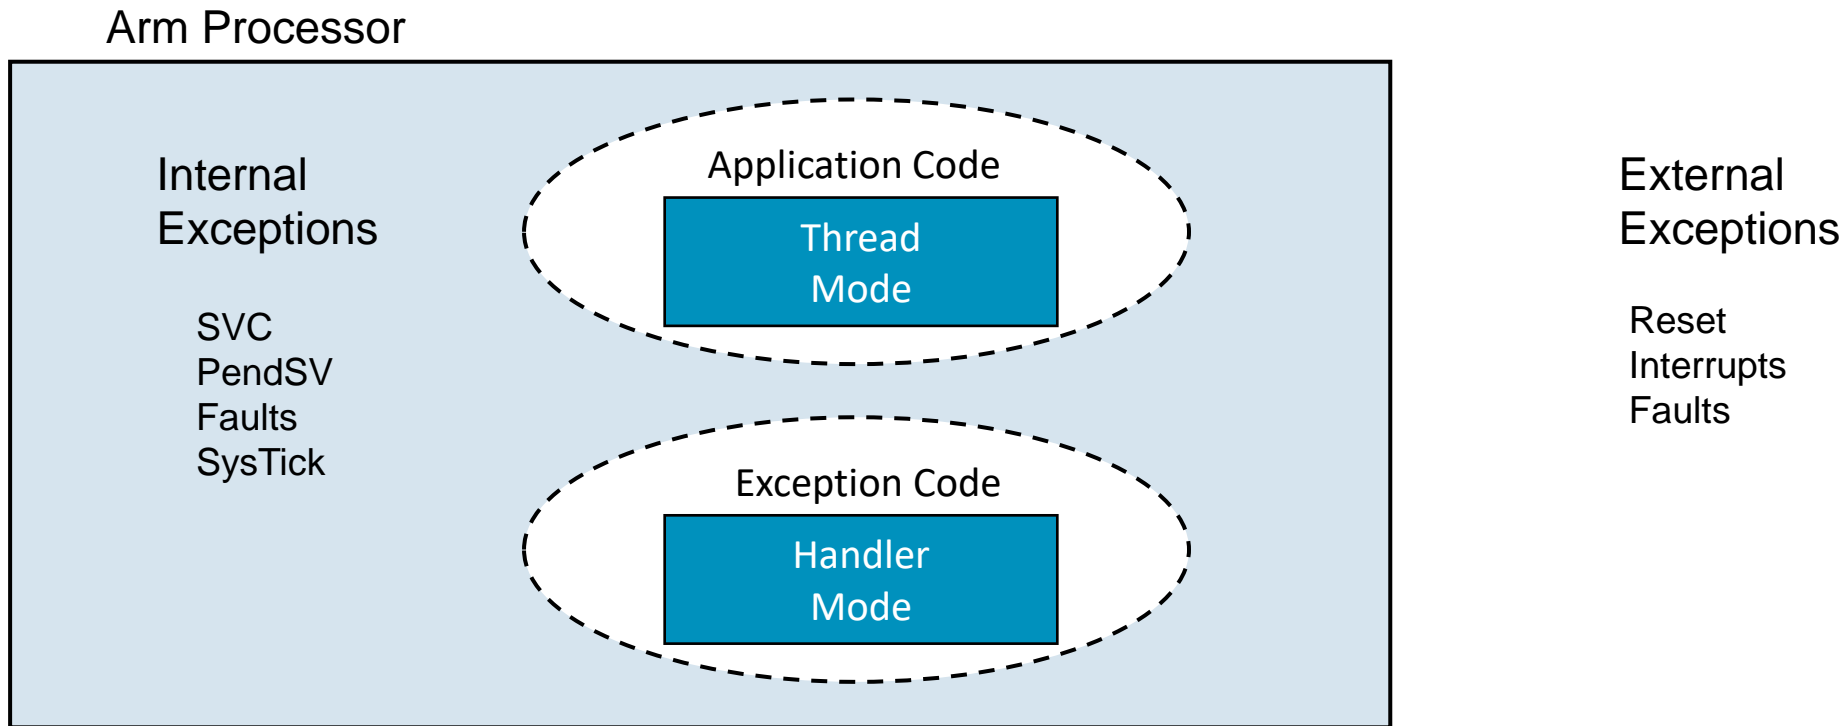 Arm Processor
Internal
Exceptions
SVC
PendSV
Faults
SysTick
Application Code
Thread
Mode
Exception Code
Handler
Mode
External
Exceptions
Reset
Interrupts
Faults